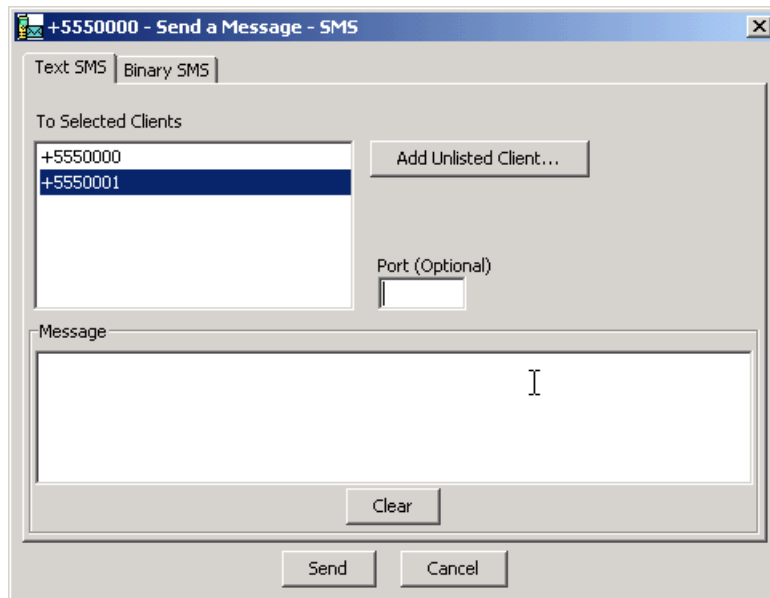 +5550000 - Send a Message - SMS
Text SMS
Binary SMS
To Selected Clients
+5550000
+5550001
Add Unlisted Client...
Port (Optional)
Message
Clear
Send
Cancel